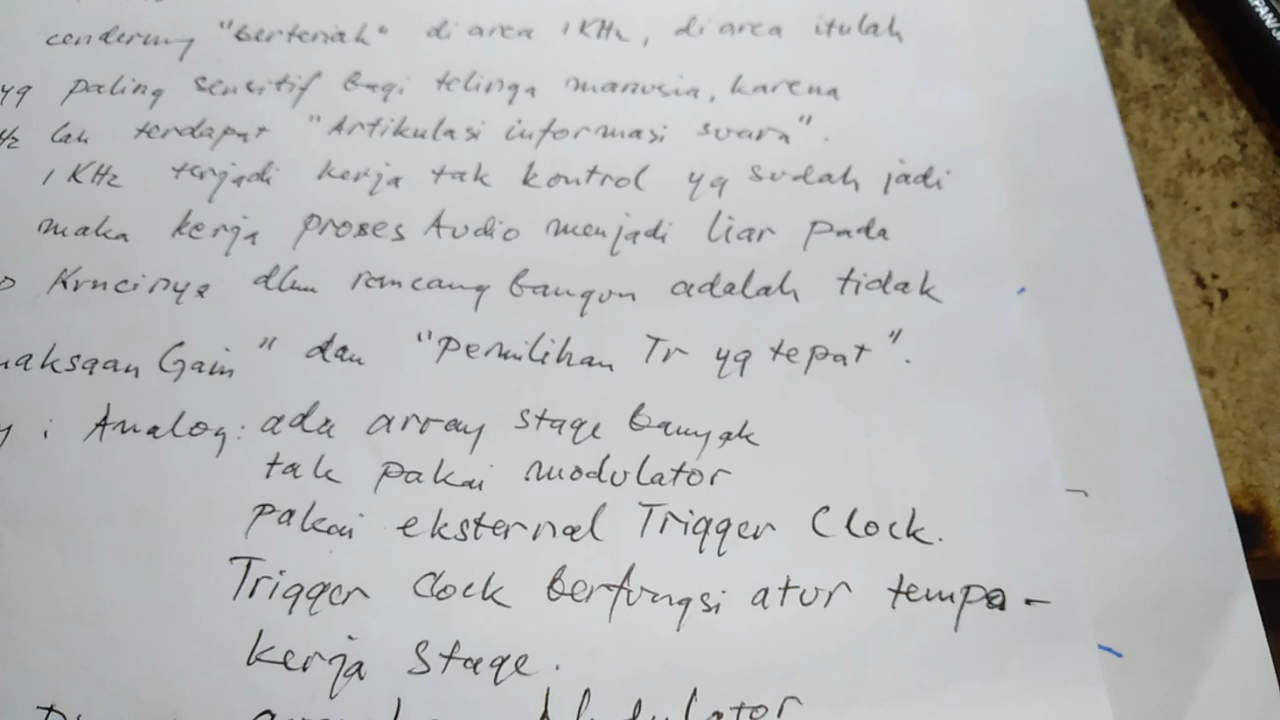 cenderung "berteriak" di area 1KHz, di area itulah
yg paling sensitif bagi telinga manusia, karena
Hz lah terdapat "Artikulasi informasi suara".
1KHz terjadi kerja tak kontrol yg sudah jadi
maka kerja proses Audio menjadi liar pada
Kuncinya dlm rancang bangun adalah tidak
maksaan Gain" dan "pemilihan Tr yg tepat".
: Analog: ada array stage banyak
tak pakai modulator
pakai eksternal Trigger Clock.
Trigger Clock berfungsi atur tempo-
kerja stage.
Modulator
PANA